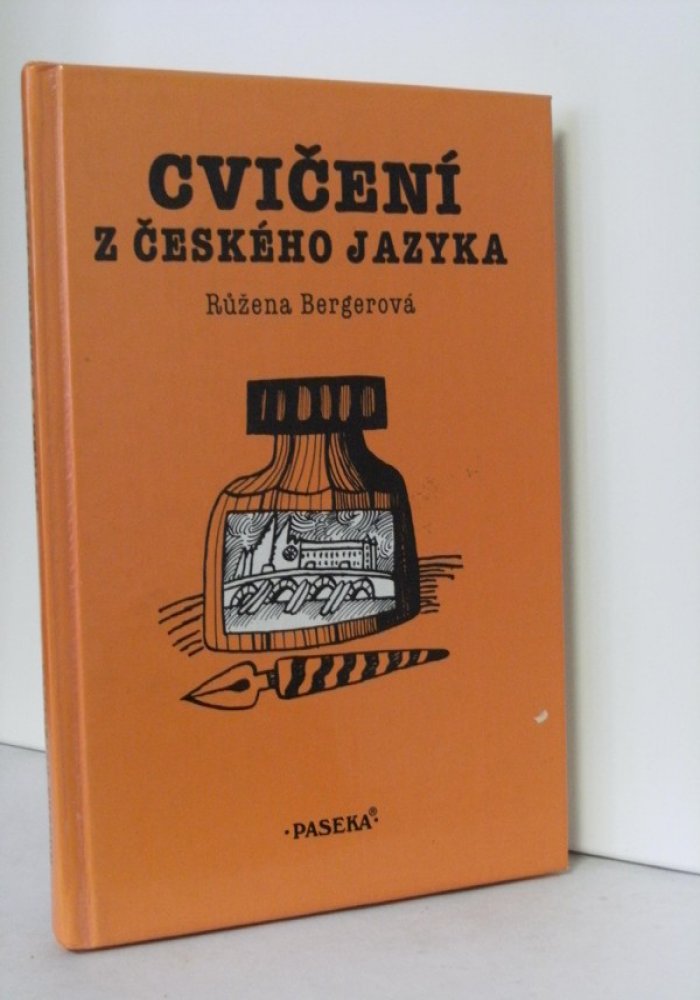 CVIČENÍ
Z ČESKÉHO JAZYKA
Růžena Bergerová
·PASEKA®·